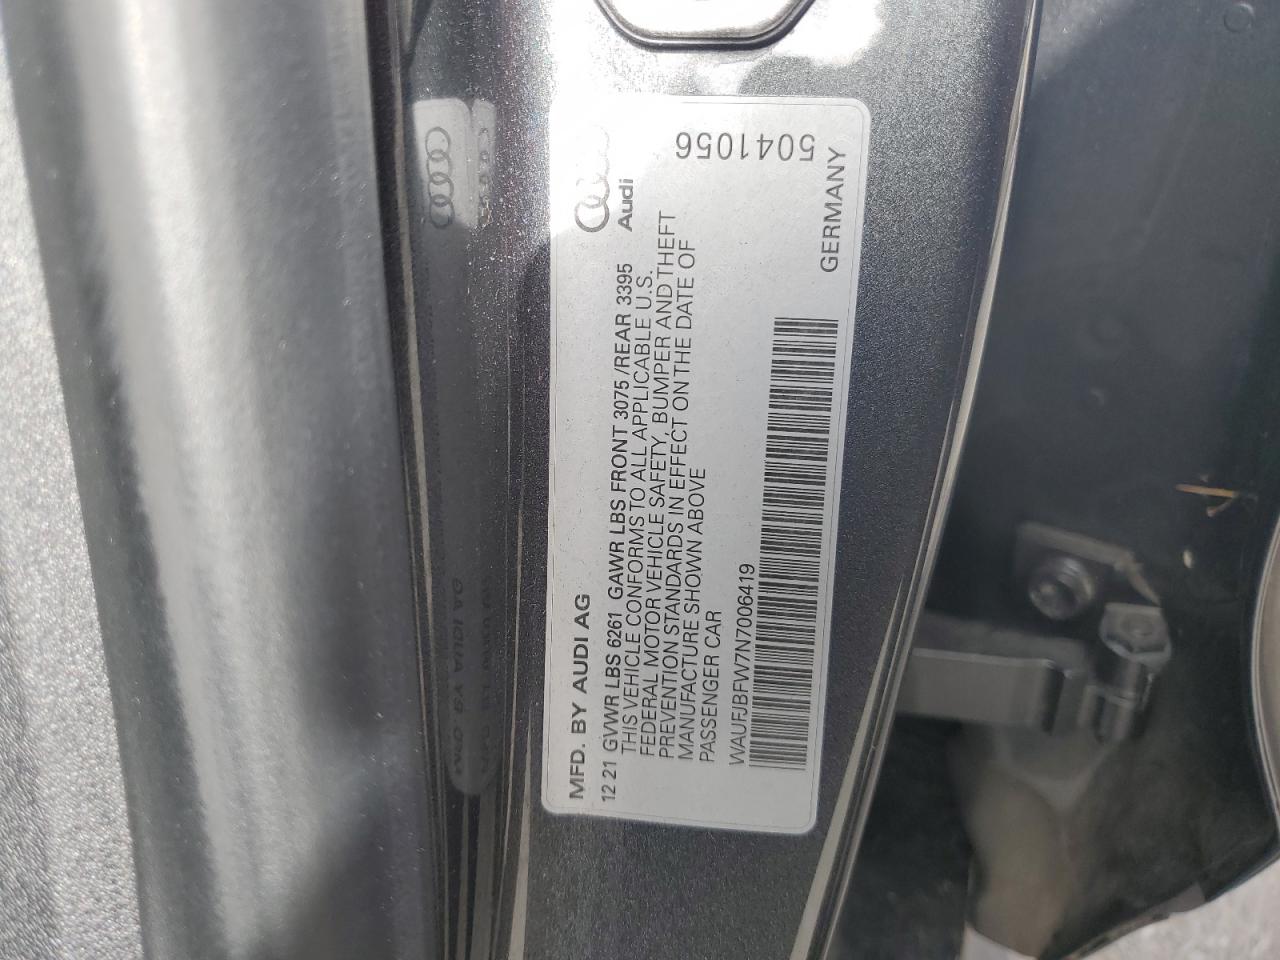 MFD. BY AUDI AG
Audi
12 21 GVWR LBS 6261 GAWR LBS FRONT 3075 /REAR 3395
THIS VEHICLE CONFORMS TO ALL APPLICABLE U.S.
FEDERAL MOTOR VEHICLE SAFETY, BUMPER AND THEFT
PREVENTION STANDARDS IN EFFECT ON THE DATE OF
MANUFACTURE SHOWN ABOVE
PASSENGER CAR
WAUFJBFW7N7006419
GERMANY
5041056